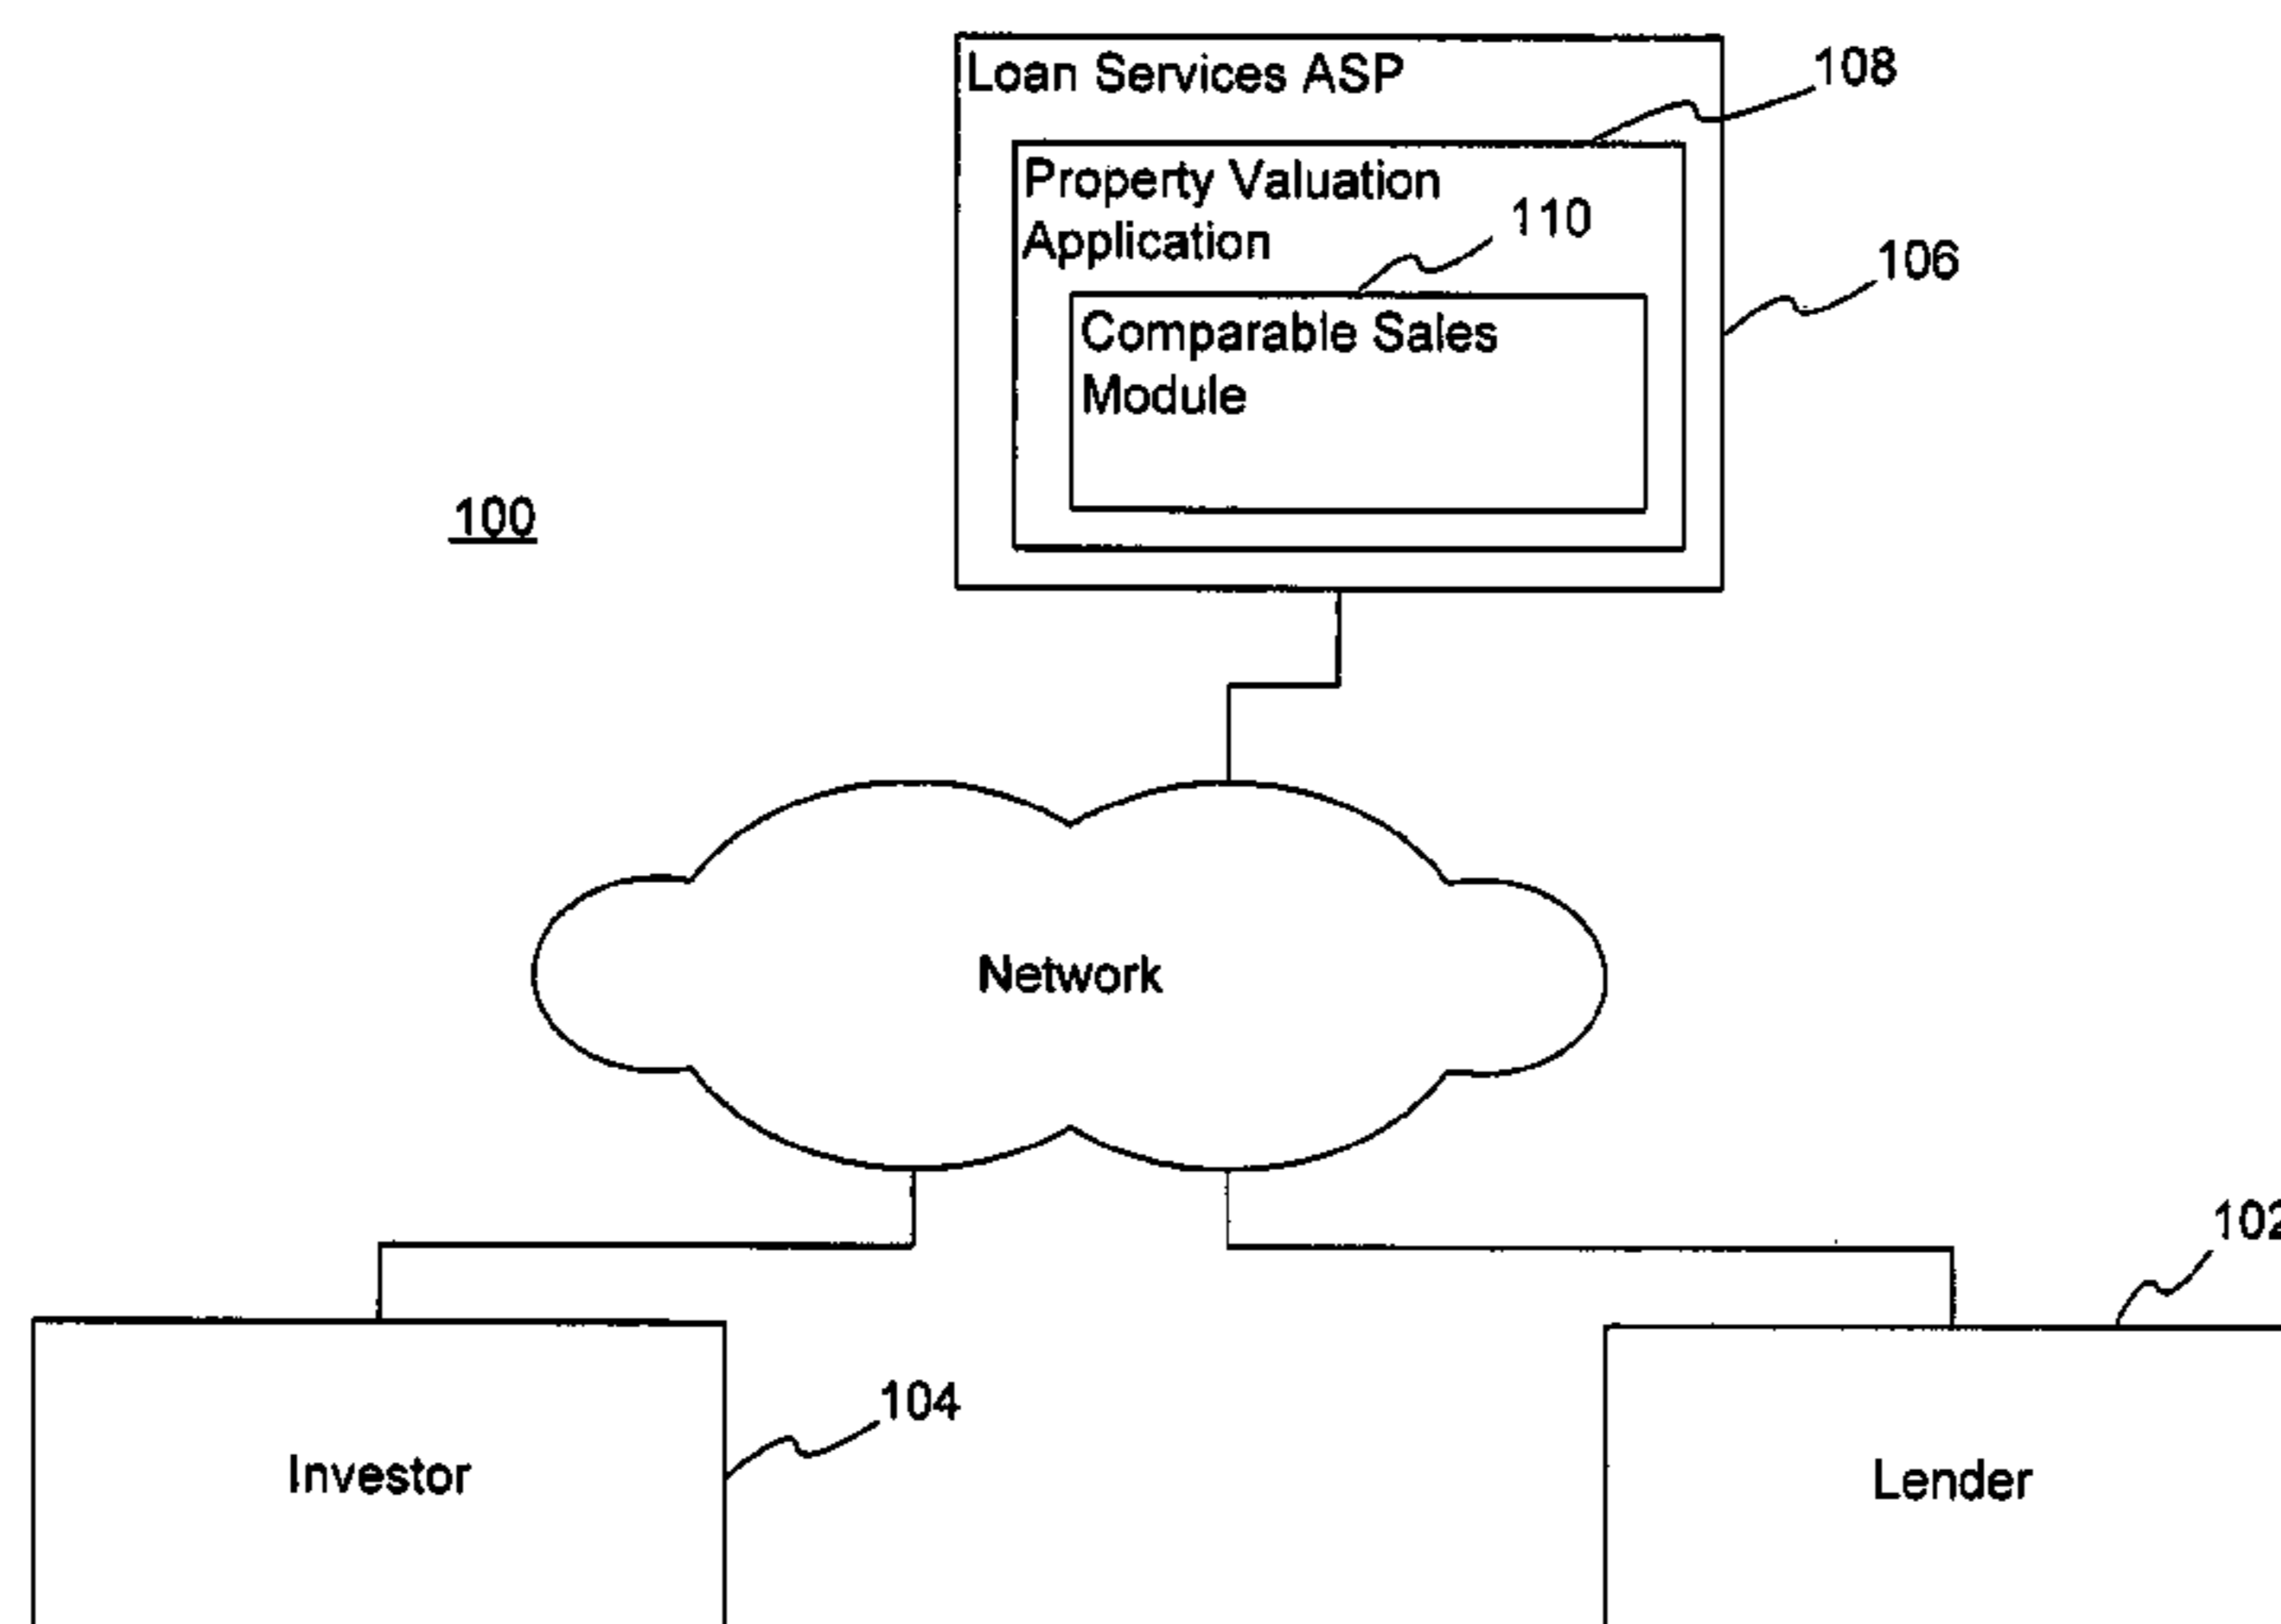 Loan Services ASP
108
Property Valuation
Application
110
106
Comparable Sales
Module
100
Network
102
104
Investor
Lender